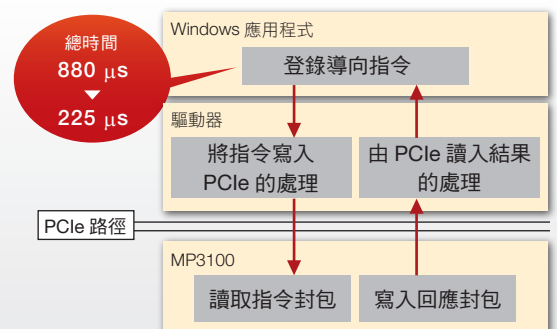 總時間
880 μs
▼
225 μs
Windows 應用程式
登錄導向指令
驅動器
將指令寫入
PCIe 的處理
由 PCIe 讀入結果
的處理
PCIe 路徑
MP3100
讀取指令封包
寫入回應封包